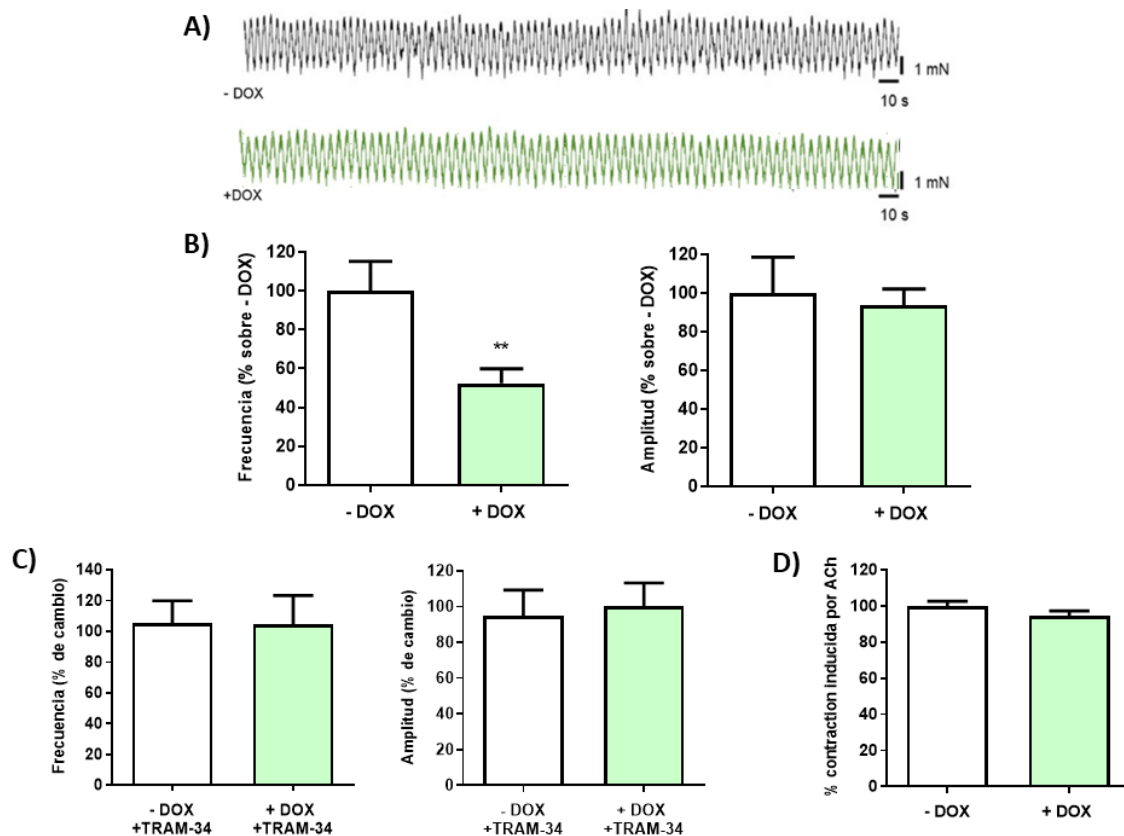 A)
1 mN
- DOX
10 s
1 mN
+DOX
10 s
B)
Frecuencia (% sobre - DOX)
120
100
80
60
40
20
0
**
- DOX
+ DOX
Amplitud (% sobre - DOX)
120
100
80
60
40
20
0
- DOX
+ DOX
C)
Frecuencia (% de cambio)
140
120
100
80
60
40
20
0
- DOX
+ DOX
+TRAM-34
+TRAM-34
Amplitud (% de cambio)
120
100
80
60
40
20
0
- DOX
+ DOX
+TRAM-34
+TRAM-34
D)
% contraction inducida por ACh
120
100
80
60
40
20
0
- DOX
+ DOX